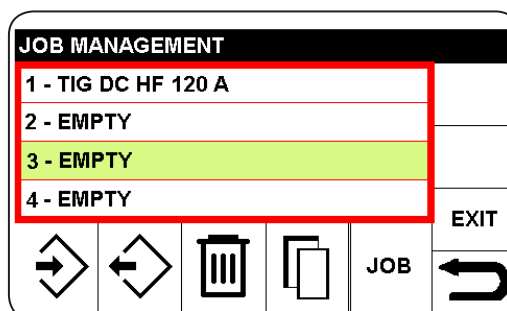 JOB MANAGEMENT
1 - TIG DC HF 120 A
2 - EMPTY
3 - EMPTY
4 - EMPTY
EXIT
JOB